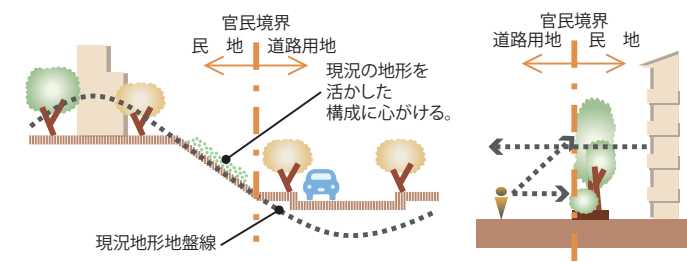 官民境界
民　地　道路用地
現況の地形を
活かした
構成に心がける。
現況地形地盤線
官民境界
道路用地　民　地